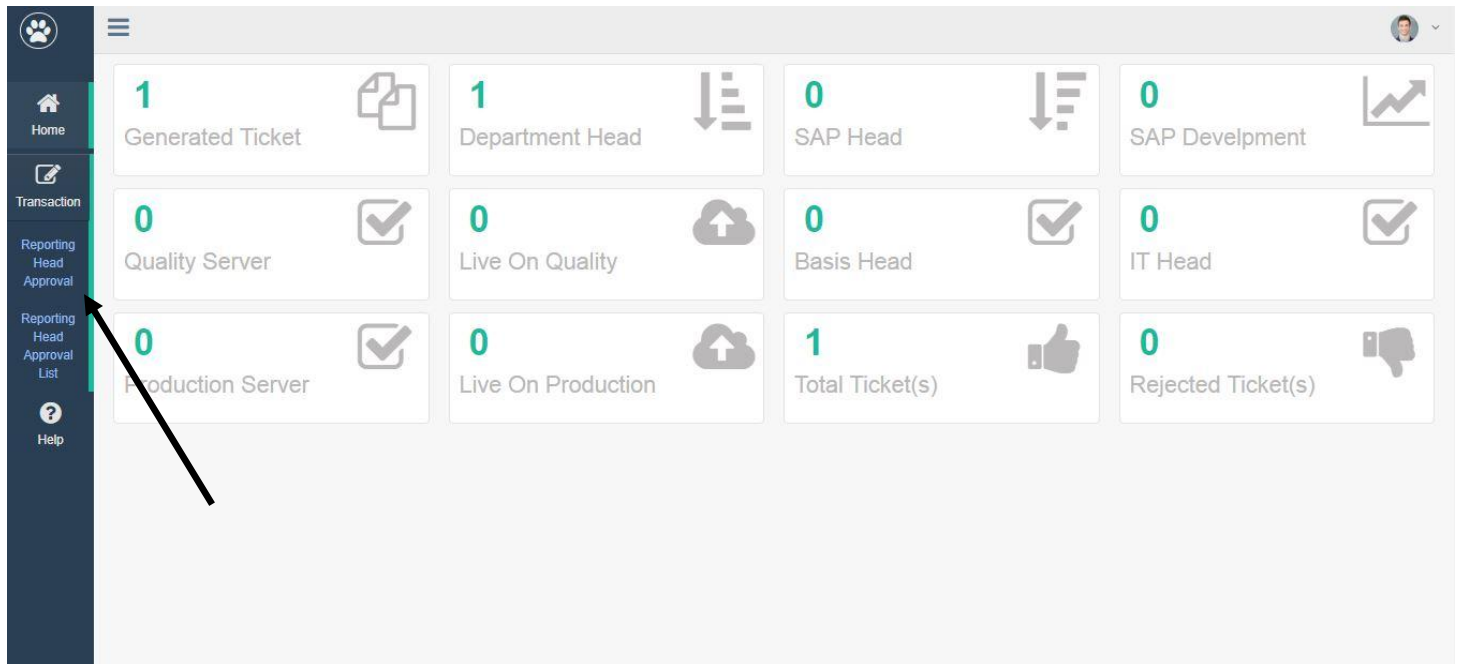 Home
Transaction
Reporting
Head
Approval
Reporting
Head
Approval
List
Help
1
Generated Ticket
1
Department Head
0
SAP Head
0
SAP Develpment
0
Quality Server
0
Live On Quality
0
Basis Head
0
IT Head
0
Production Server
0
Live On Production
1
Total Ticket(s)
0
Rejected Ticket(s)